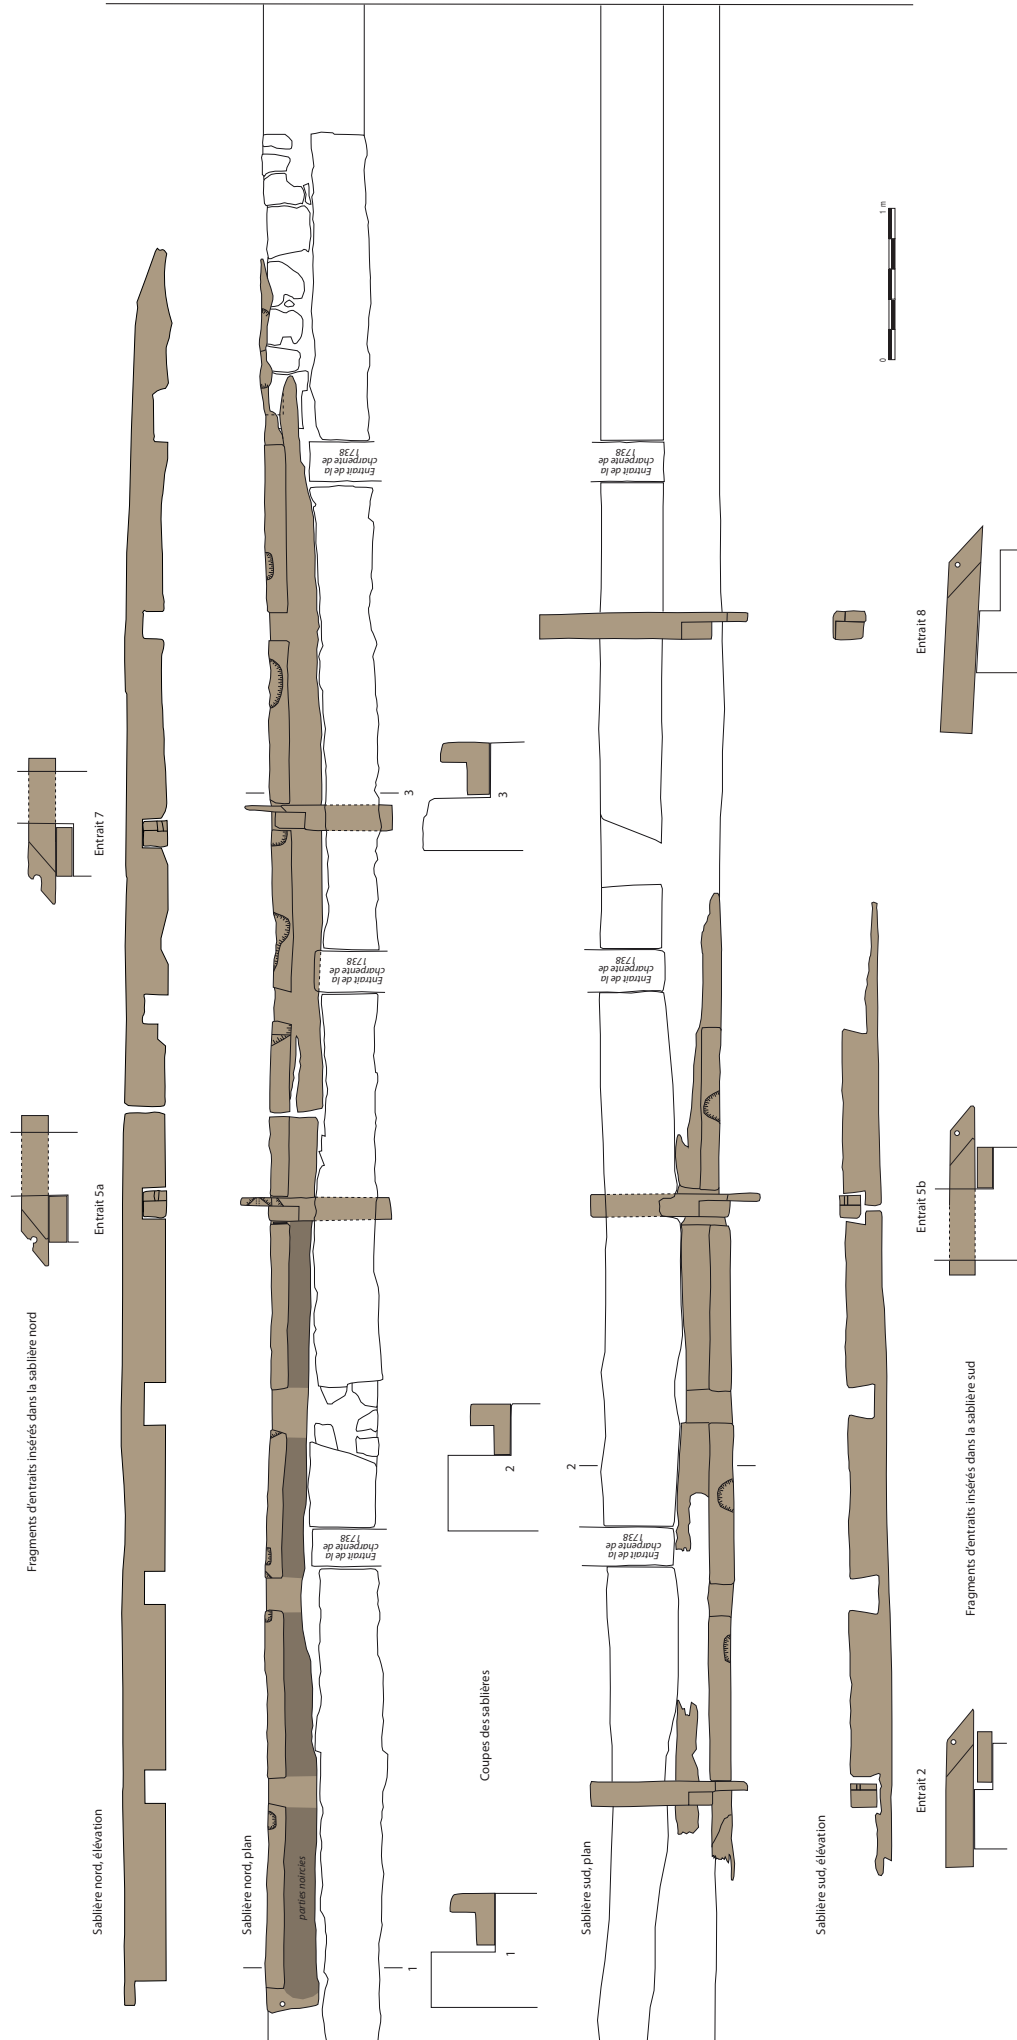 Fragments d'entraits insérés dans la sablière nord
Entrait 5a
Entrait 7
Sablière nord, élévation
Sablière nord, plan
parties noircies
Entrait de la
charpente de
1738
Entrait de la
charpente de
1738
Entrait de la
charpente de
1738
1
3
Coupes des sablières
1
2
3
Sablière sud, plan
2
Entrait de la
charpente de
1738
Entrait de la
charpente de
1738
Entrait de la
charpente de
1738
Sablière sud, élévation
0
1 m
Entrait 2
Entrait 5b
Entrait 8
Fragments d'entraits insérés dans la sablière sud